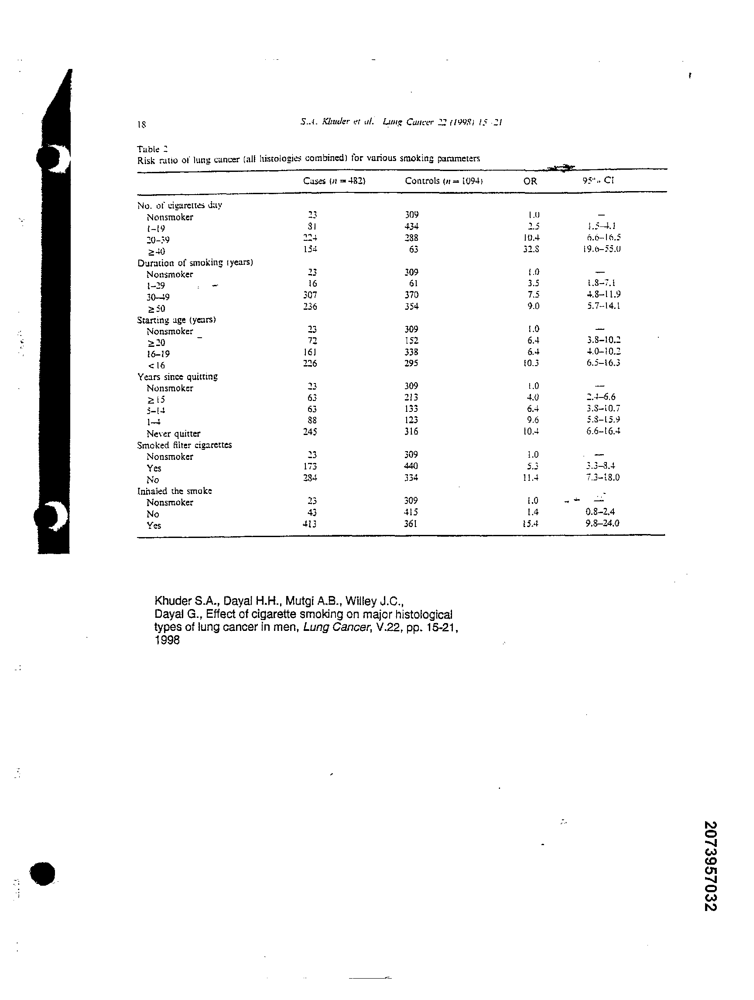 18 S.A. Khuder et al. Lung Cancer 22 (1998) 15-21
Table 2
Risk ratio of lung cancer (all histologies combined) for various smoking parameters
Cases (n = 482) Controls (n = 1094) OR 95% CI
No. of cigarettes day
Nonsmoker 23 309 1.0 —
1–19 81 434 2.5 1.5–4.1
20–39 224 288 10.4 6.6–16.5
≥40 154 63 32.8 19.6–55.0
Duration of smoking (years)
Nonsmoker 23 309 1.0 —
1–29 16 61 3.5 1.8–7.1
30–49 307 370 7.5 4.8–11.9
≥50 236 354 9.0 5.7–14.1
Starting age (years)
Nonsmoker 23 309 1.0 —
≥20 72 152 6.4 3.8–10.2
16–19 161 338 6.4 4.0–10.2
<16 226 295 10.3 6.5–16.3
Years since quitting
Nonsmoker 23 309 1.0 —
≥15 63 213 4.0 2.4–6.6
5–14 63 133 6.4 3.8–10.7
1–4 88 123 9.6 5.8–15.9
Never quitter 245 316 10.4 6.6–16.4
Smoked filter cigarettes
Nonsmoker 23 309 1.0 —
Yes 173 440 5.3 3.3–8.4
No 284 334 11.4 7.3–18.0
Inhaled the smoke
Nonsmoker 23 309 1.0 —
No 43 415 1.4 0.8–2.4
Yes 413 361 15.4 9.8–24.0
Khuder S.A., Dayal H.H., Mutgi A.B., Willey J.C.,
Dayal G., Effect of cigarette smoking on major histological
types of lung cancer in men, Lung Cancer, V.22, pp. 15-21,
1998
2073957032